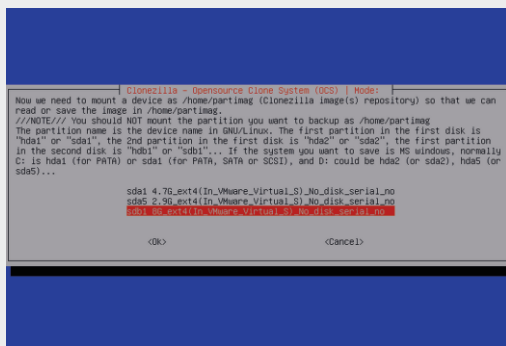 Clonezilla - Opensource Clone System (OCS) | Mode:
Now we need to mount a device as /home/partimag (Clonezilla image(s) repository) so that we can
read or save the image in /home/partimag.
///NOTE/// You should NOT mount the partition you want to backup as /home/partimag
The partition name is the device name in GNU/Linux. The first partition in the first disk is
"hda1" or "sda1", the 2nd partition in the first disk is "hda2" or "sda2", the first partition
in the second disk is "hdb1" or "sdb1"... If the system you want to save is MS windows, normally
C: is hda1 (for PATA) or sda1 (for PATA, SATA or SCSI), and D: could be hda2 (or sda2), hda5 (or
sda5)...
sda1 4.7G_ext4(In_VMware_Virtual_S)_No_disk_serial_no
sda5 2.9G_ext4(In_VMware_Virtual_S)_No_disk_serial_no
sdb1 8G_ext4(In_VMware_Virtual_S)_No_disk_serial_no
<Ok> <Cancel>